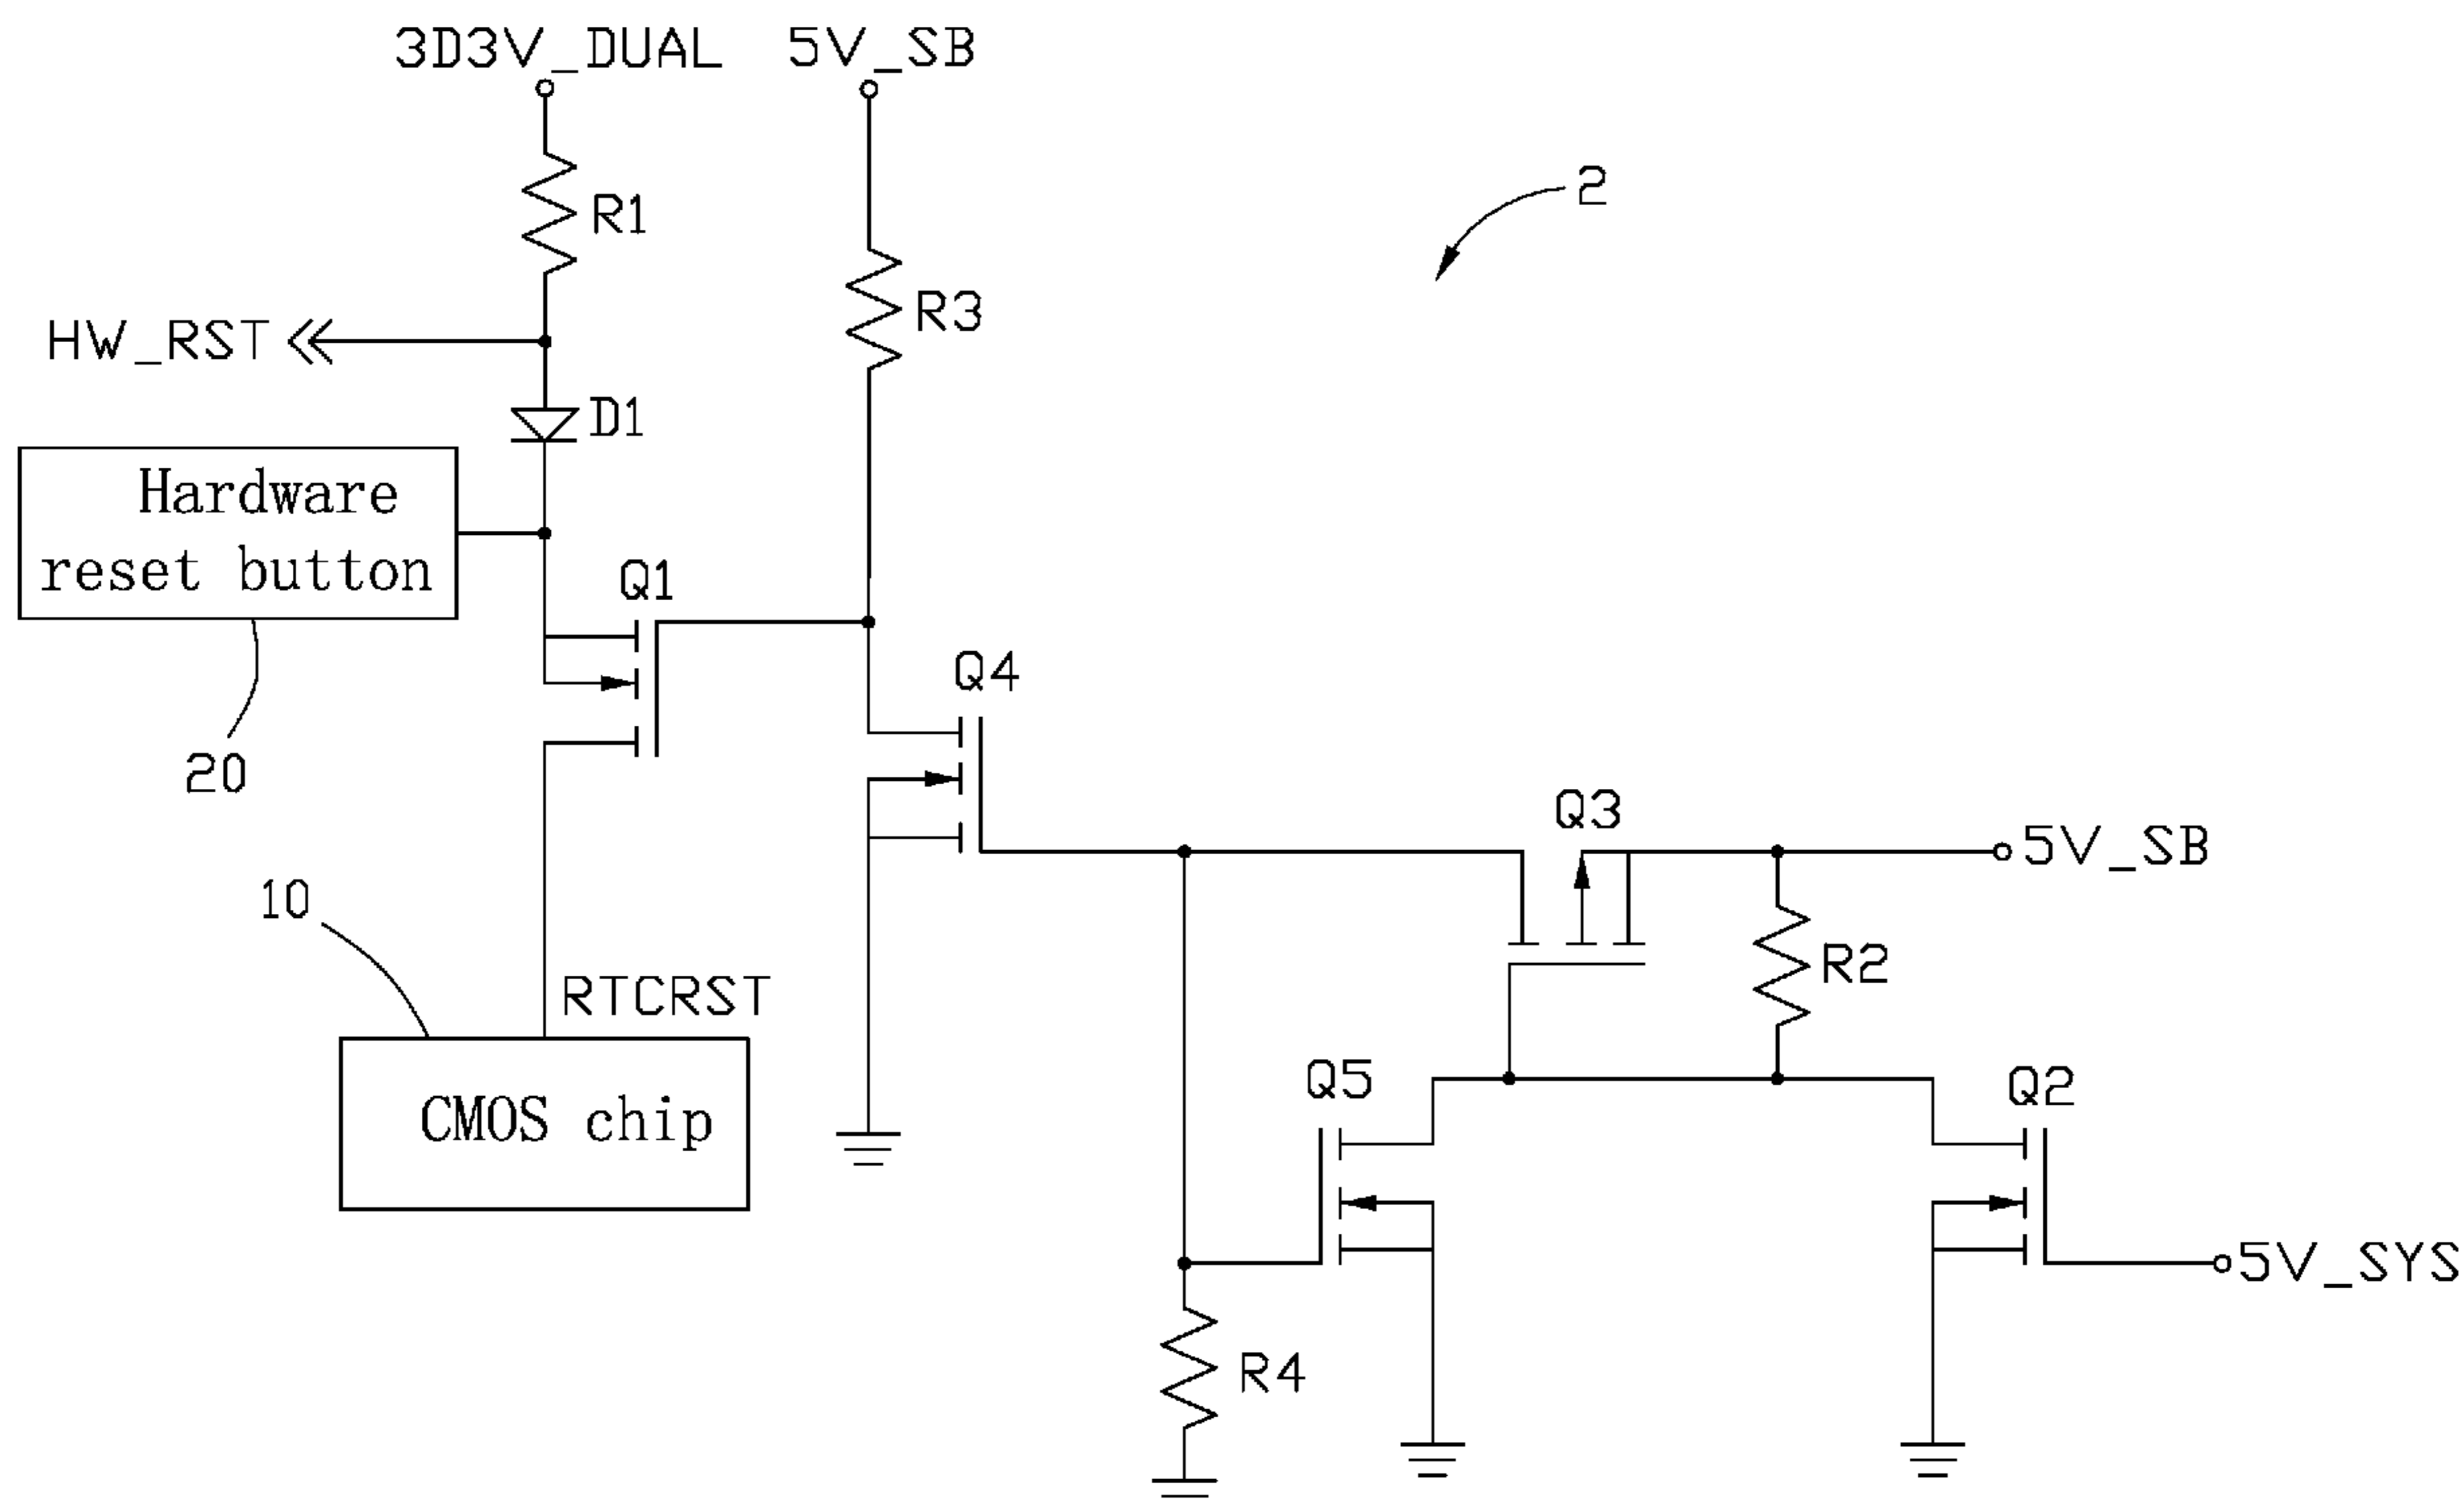 3D3V_DUAL 5V_SB
2
R1
R3
HW_RST
D1
Hardware
reset button
Q1
Q4
20
Q3
5V_SB
10
R2
RTCRST
Q5
Q2
CMOS chip
5V_SYS
R4